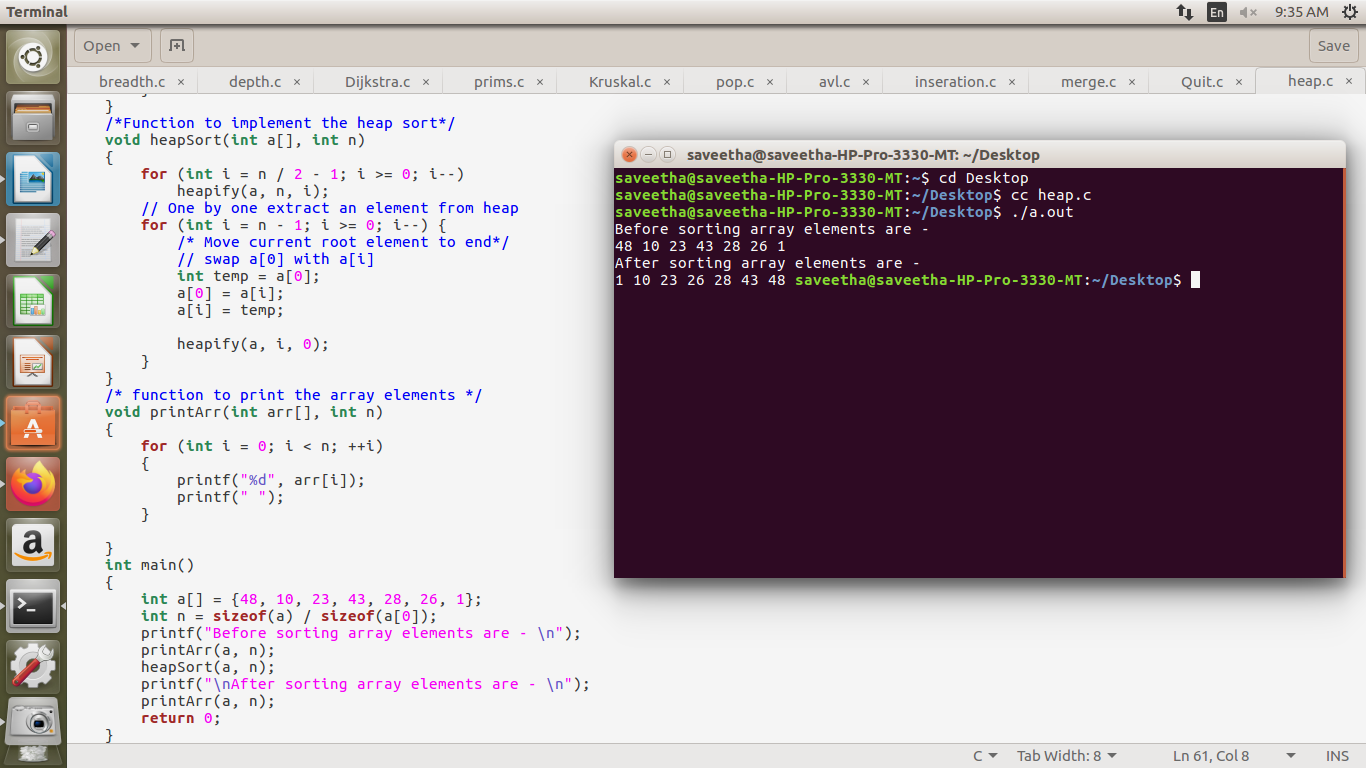 Terminal
En
9:35 AM
Open
Save
breadth.c × depth.c × Dijkstra.c × prims.c × Kruskal.c × pop.c × avl.c × inseration.c × merge.c × Quit.c × heap.c ×
}
/*Function to implement the heap sort*/
void heapSort(int a[], int n)
{
    for (int i = n / 2 - 1; i >= 0; i--)
        heapify(a, n, i);
    // One by one extract an element from heap
    for (int i = n - 1; i >= 0; i--) {
        /* Move current root element to end*/
        // swap a[0] with a[i]
        int temp = a[0];
        a[0] = a[i];
        a[i] = temp;
        heapify(a, i, 0);
    }
}
/* function to print the array elements */
void printArr(int arr[], int n)
{
    for (int i = 0; i < n; ++i)
    {
        printf("%d", arr[i]);
        printf(" ");
    }
}
int main()
{
    int a[] = {48, 10, 23, 43, 28, 26, 1};
    int n = sizeof(a) / sizeof(a[0]);
    printf("Before sorting array elements are - \n");
    printArr(a, n);
    heapSort(a, n);
    printf("\nAfter sorting array elements are - \n");
    printArr(a, n);
    return 0;
}
saveetha@saveetha-HP-Pro-3330-MT: ~/Desktop
saveetha@saveetha-HP-Pro-3330-MT:~$ cd Desktop
saveetha@saveetha-HP-Pro-3330-MT:~/Desktop$ cc heap.c
saveetha@saveetha-HP-Pro-3330-MT:~/Desktop$ ./a.out
Before sorting array elements are -
48 10 23 43 28 26 1
After sorting array elements are -
1 10 23 26 28 43 48 saveetha@saveetha-HP-Pro-3330-MT:~/Desktop$
C
Tab Width: 8
Ln 61, Col 8
INS